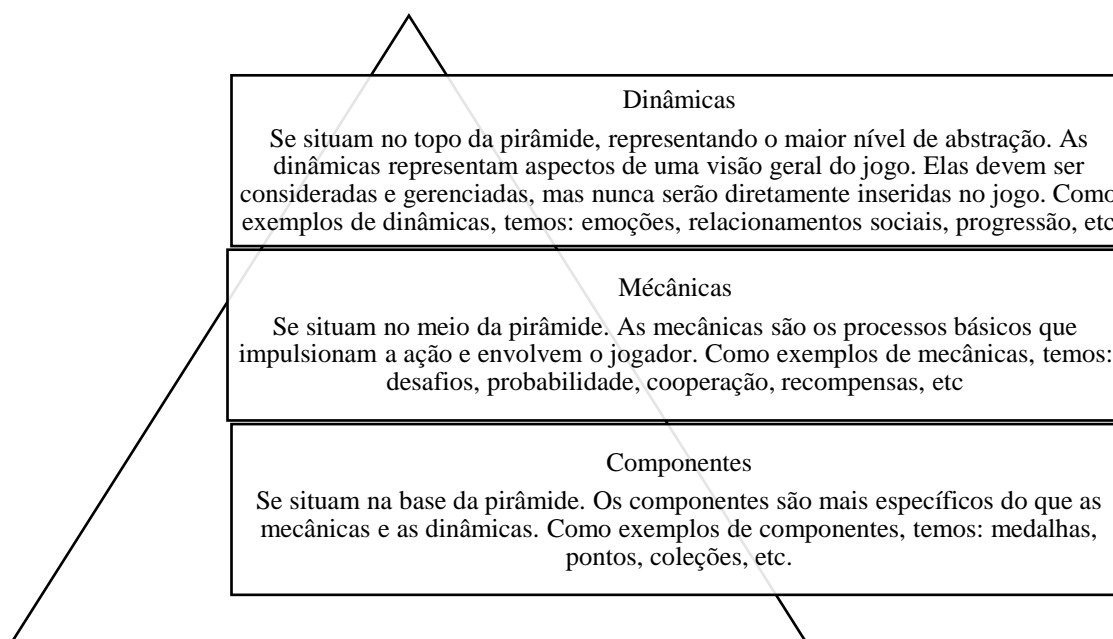 Dinâmicas
Se situam no topo da pirâmide, representando o maior nível de abstração. As
dinâmicas representam aspectos de uma visão geral do jogo. Elas devem ser
consideradas e gerenciadas, mas nunca serão diretamente inseridas no jogo. Como
exemplos de dinâmicas, temos: emoções, relacionamentos sociais, progressão, etc
Mécânicas
Se situam no meio da pirâmide. As mecânicas são os processos básicos que
impulsionam a ação e envolvem o jogador. Como exemplos de mecânicas, temos:
desafios, probabilidade, cooperação, recompensas, etc
Componentes
Se situam na base da pirâmide. Os componentes são mais específicos do que as
mecânicas e as dinâmicas. Como exemplos de componentes, temos: medalhas,
pontos, coleções, etc.